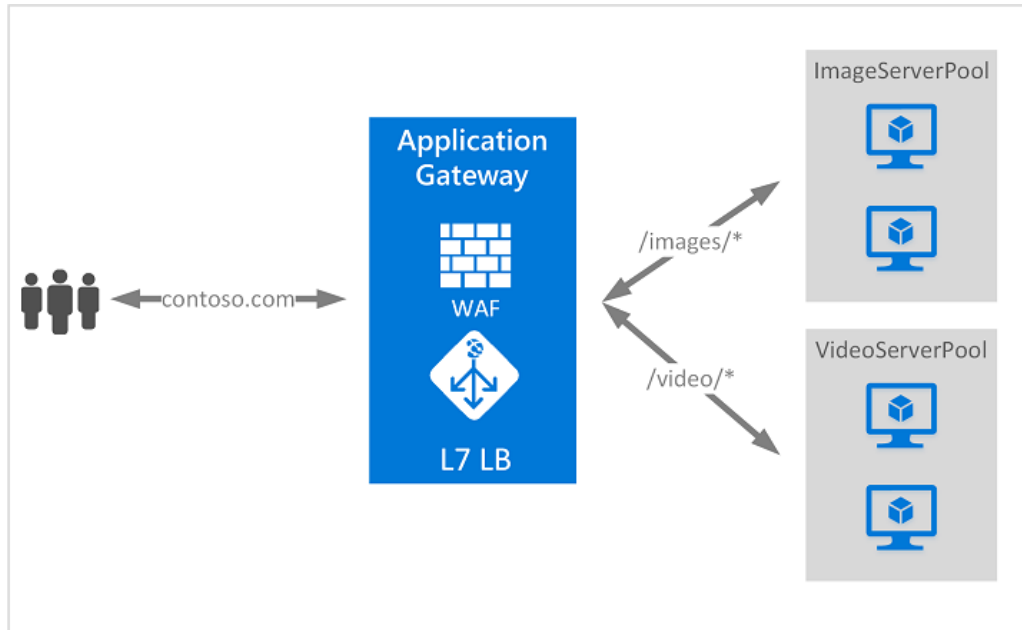 Application
Gateway
WAF
L7 LB
contoso.com
/images/*
/video/*
ImageServerPool
VideoServerPool